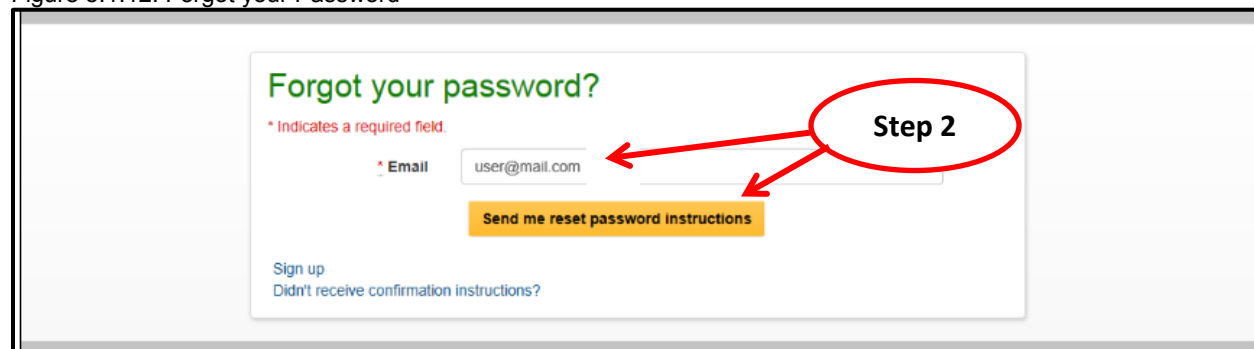 Forgot your password?
* Indicates a required field.
Step 2
* Email user@mail.com
Send me reset password instructions
Sign up
Didn't receive confirmation instructions?